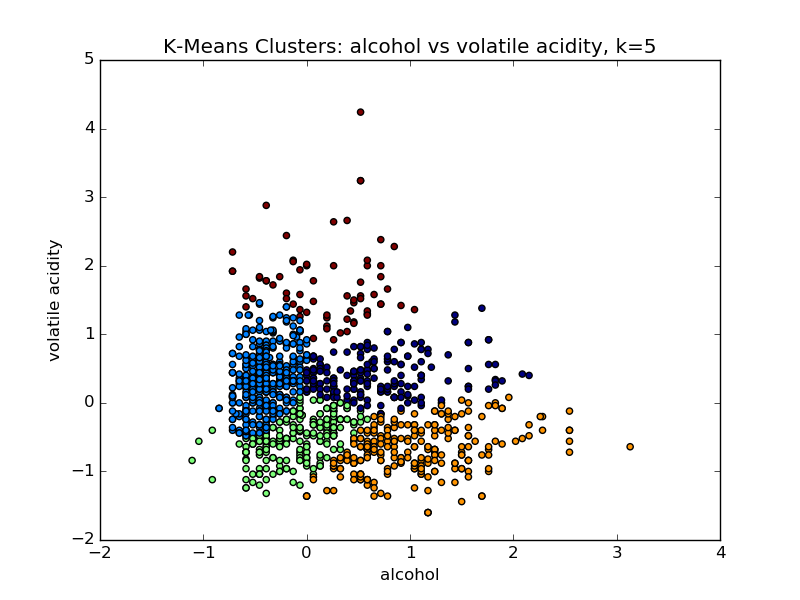 K-Means Clusters: alcohol vs volatile acidity, k=5
5
4
3
2
1
0
−1
−2
volatile acidity
−2 −1 0 1 2 3 4
alcohol